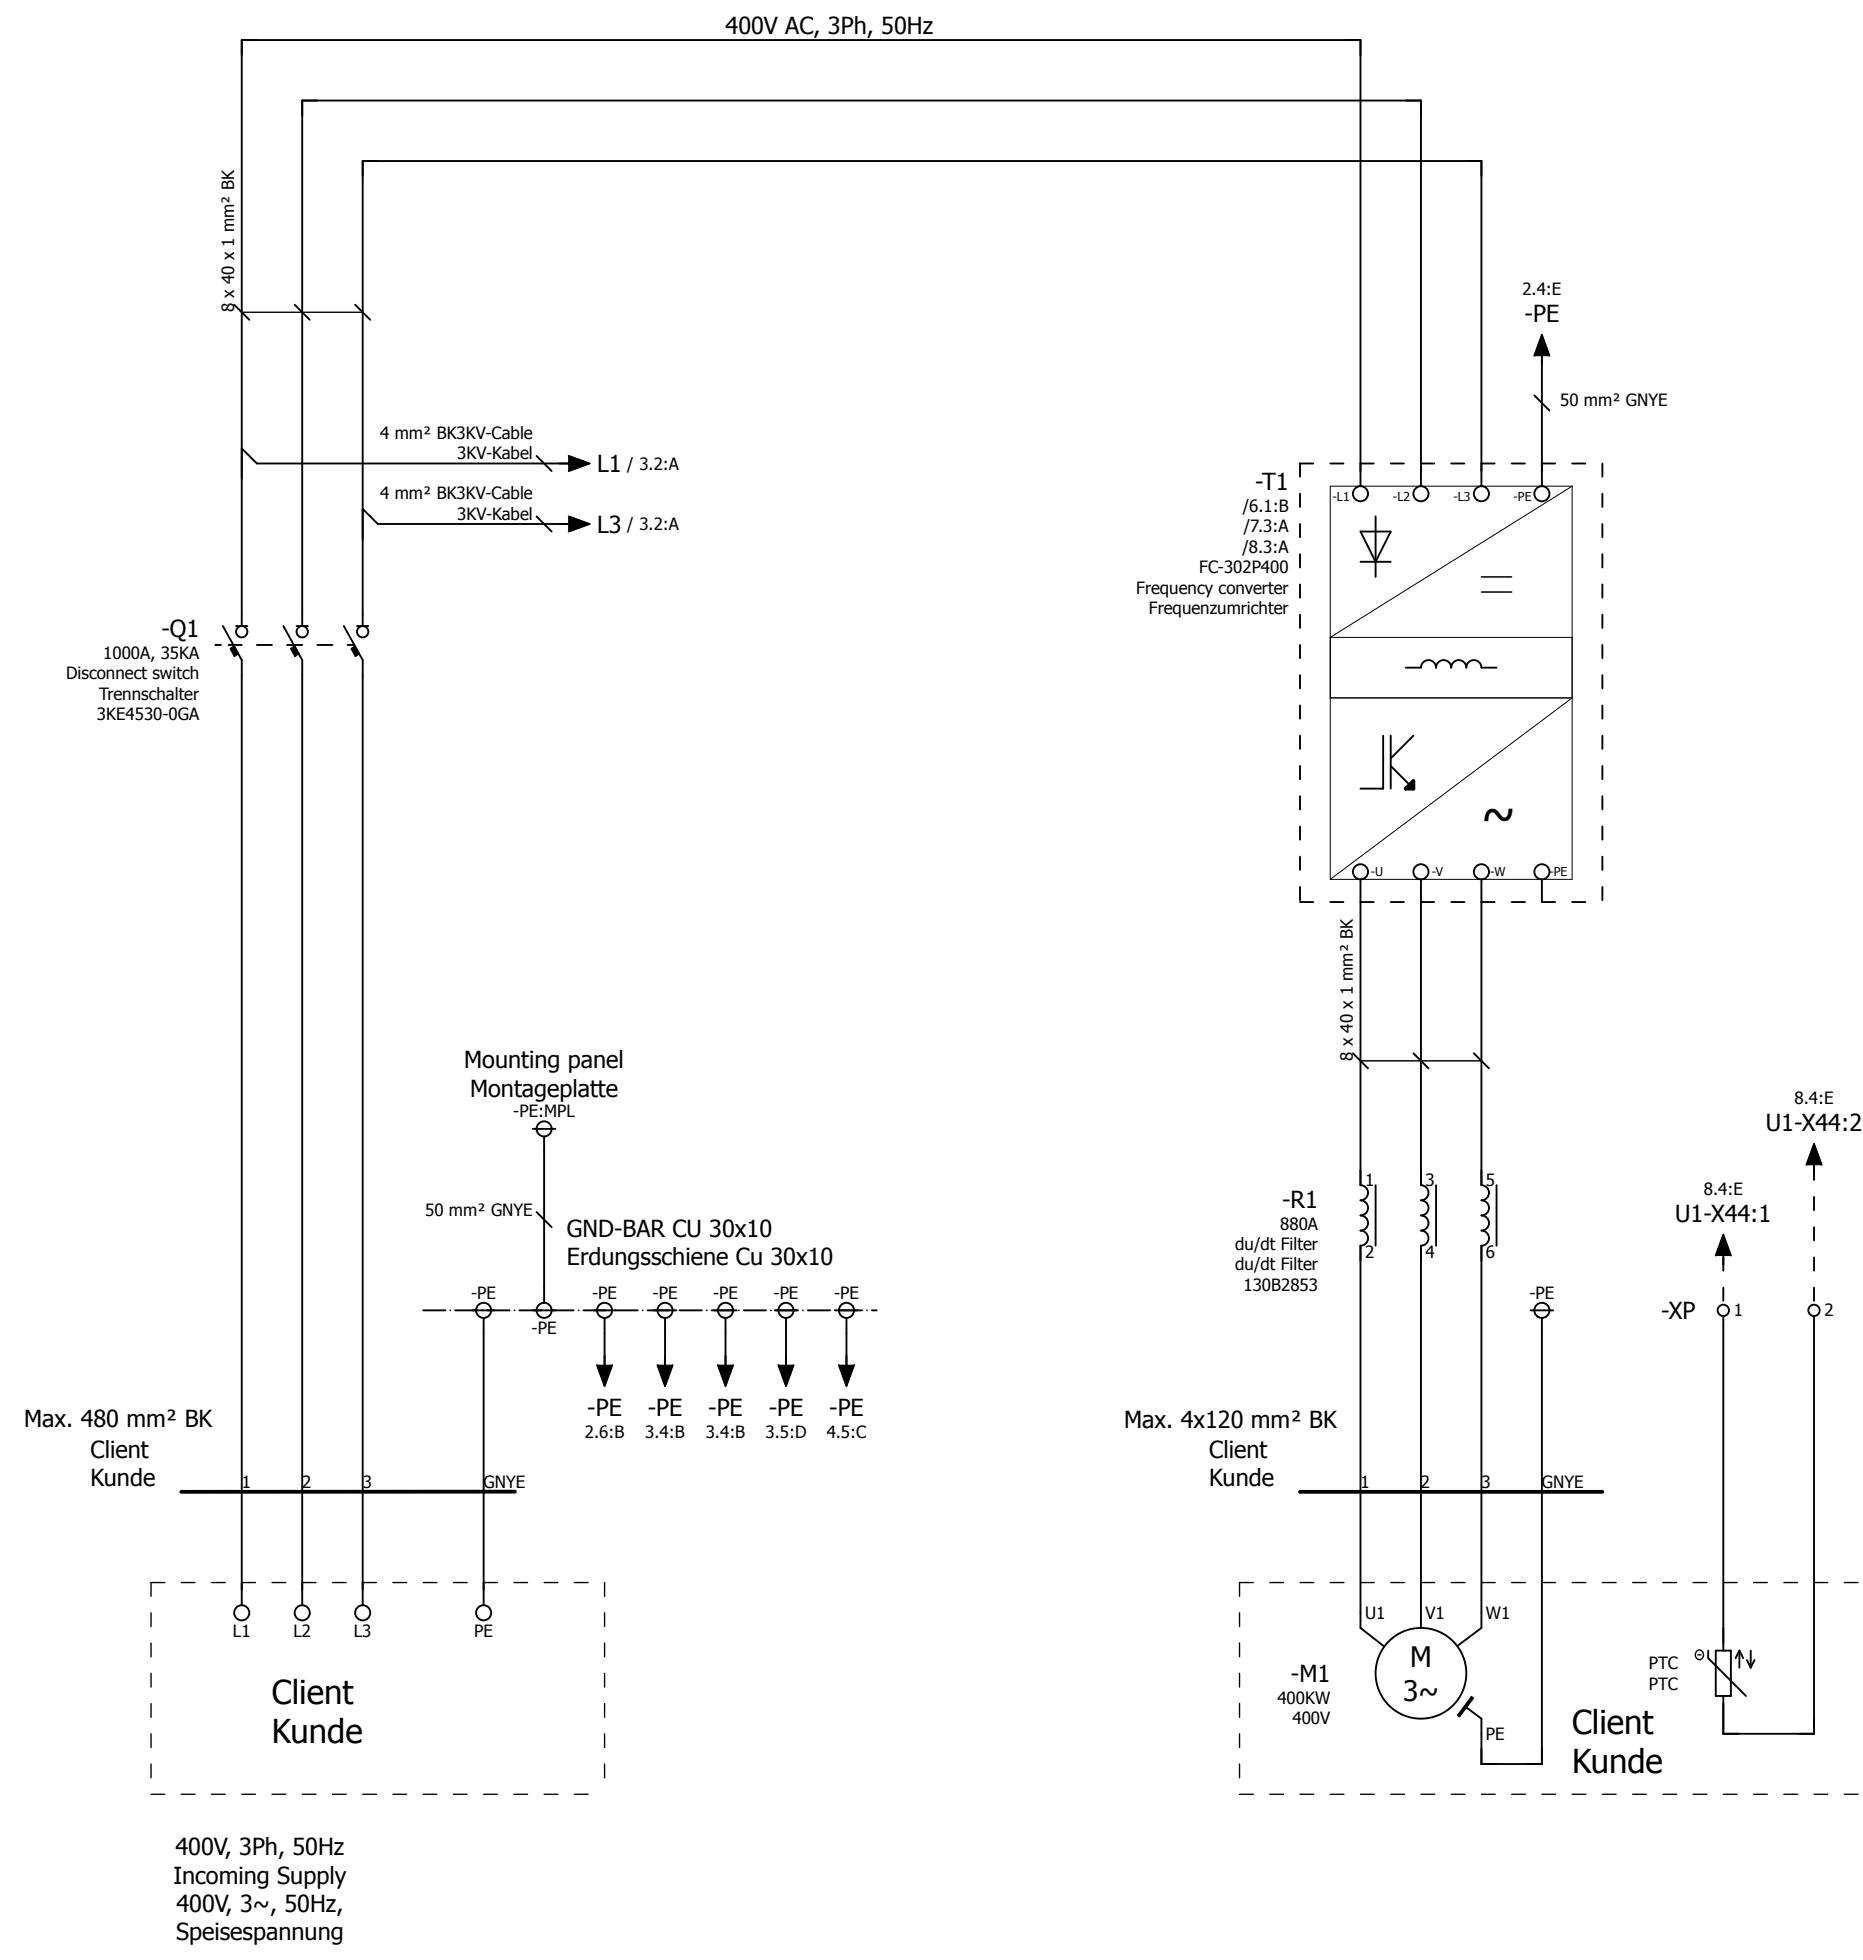 400V AC, 3Ph, 50Hz
8 x 40 x 1 mm² BK
4 mm² BK3KV-Cable
3KV-Kabel
L1 / 3.2:A
4 mm² BK3KV-Cable
3KV-Kabel
L3 / 3.2:A
-Q1
1000A, 35KA
Disconnect switch
Trennschalter
3KE4530-0GA
2.4:E
-PE
50 mm² GNYE
-T1
/6.1:B
/7.3:A
/8.3:A
FC-302P400
Frequency converter
Frequenzumrichter
-L1 -L2 -L3 -PE
~
-U -V -W -PE
8 x 40 x 1 mm² BK
Mounting panel
Montageplatte
-PE:MPL
50 mm² GNYE
GND-BAR CU 30x10
Erdungsschiene Cu 30x10
-PE -PE -PE -PE -PE -PE
-PE
-PE -PE -PE -PE -PE
2.6:B 3.4:B 3.4:B 3.5:D 4.5:C
Max. 480 mm² BK
Client
Kunde
1 2 3 GNYE
L1 L2 L3 PE
Client
Kunde
400V, 3Ph, 50Hz
Incoming Supply
400V, 3~, 50Hz,
Speisespannung
-R1
880A
du/dt Filter
du/dt Filter
130B2853
1 3 5
2 4 6
-PE
8.4:E
U1-X44:2
8.4:E
U1-X44:1
-XP 1 2
Max. 4x120 mm² BK
Client
Kunde
1 2 3 GNYE
U1 V1 W1
M
3~
-M1
400KW
400V
PE
PTC
PTC
Client
Kunde